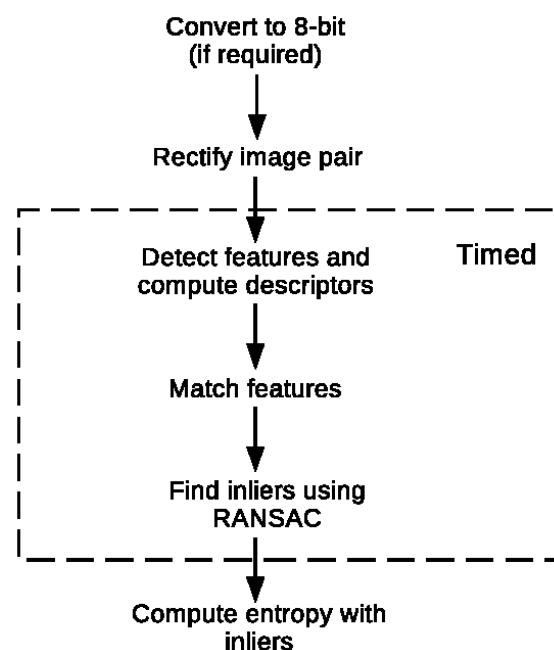 Convert to 8-bit
(if required)
Rectify image pair
Detect features and
compute descriptors
Timed
Match features
Find inliers using
RANSAC
Compute entropy with
inliers